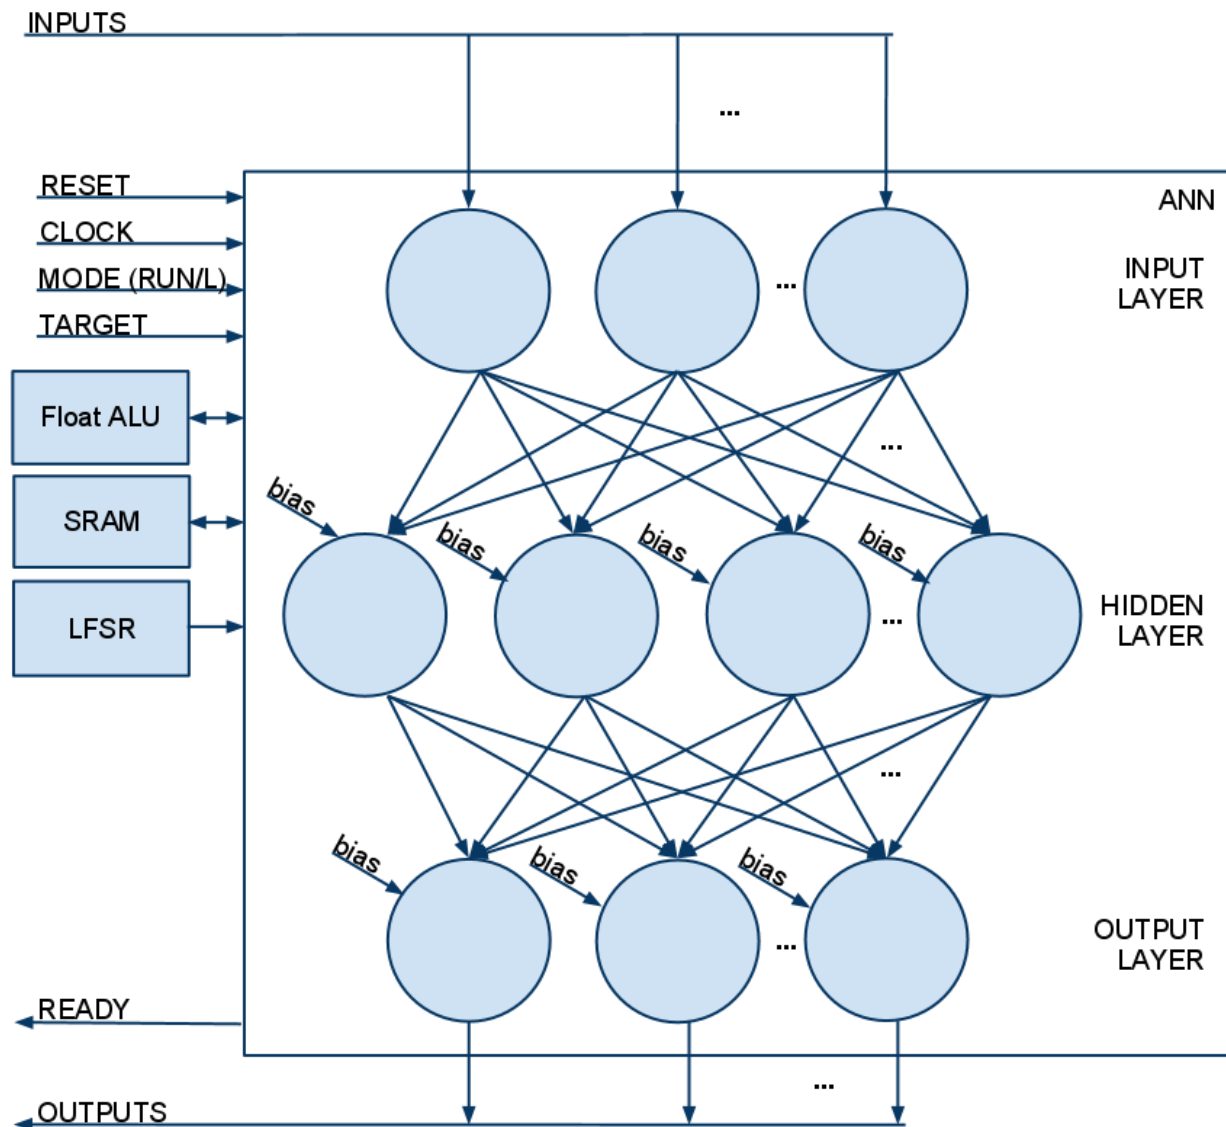 INPUTS
...
RESET
ANN
CLOCK
MODE (RUN/L)
INPUT
LAYER
...
TARGET
Float ALU
...
bias
SRAM
bias
bias
bias
LFSR
HIDDEN
LAYER
...
...
bias
bias
bias
OUTPUT
LAYER
...
READY
...
OUTPUTS